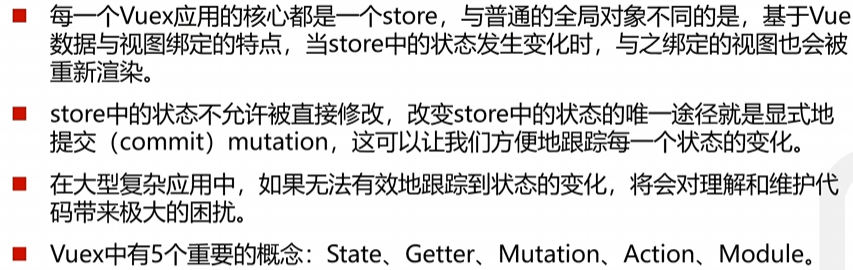 每一个Vuex应用的核心都是一个store，与普通的全局对象不同的是，基于Vue
数据与视图绑定的特点，当store中的状态发生变化时，与之绑定的视图也会被
重新渲染。
store中的状态不允许被直接修改，改变store中的状态的唯一途径就是显式地
提交（commit）mutation，这可以让我们方便地跟踪每一个状态的变化。
在大型复杂应用中，如果无法有效地跟踪到状态的变化，将会对理解和维护代
码带来极大的困扰。
Vuex中有5个重要的概念：State、Getter、Mutation、Action、Module。